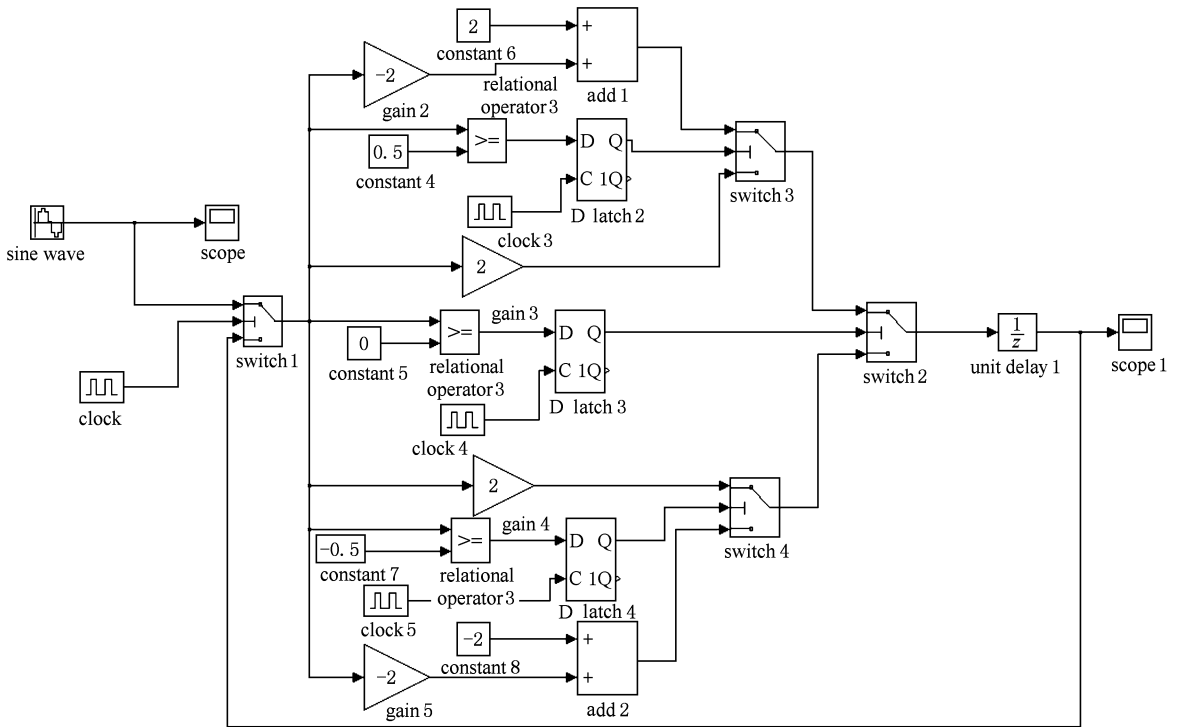 2
+
constant 6
-2
+
relational
operator 3
add 1
gain 2
>=
D Q
0. 5
constant 4
C 1Q
switch 3
D latch 2
clock 3
sine wave
scope
2
gain 3
>=
D Q
0
switch 1
constant 5
relational
operator 3
C 1Q
1
z
switch 2
unit delay 1
scope 1
D latch 3
clock
clock 4
2
gain 4
>=
D Q
-0. 5
switch 4
constant 7
relational
operator 3
C 1Q
D latch 4
clock 5
-2
+
constant 8
-2
+
gain 5
add 2